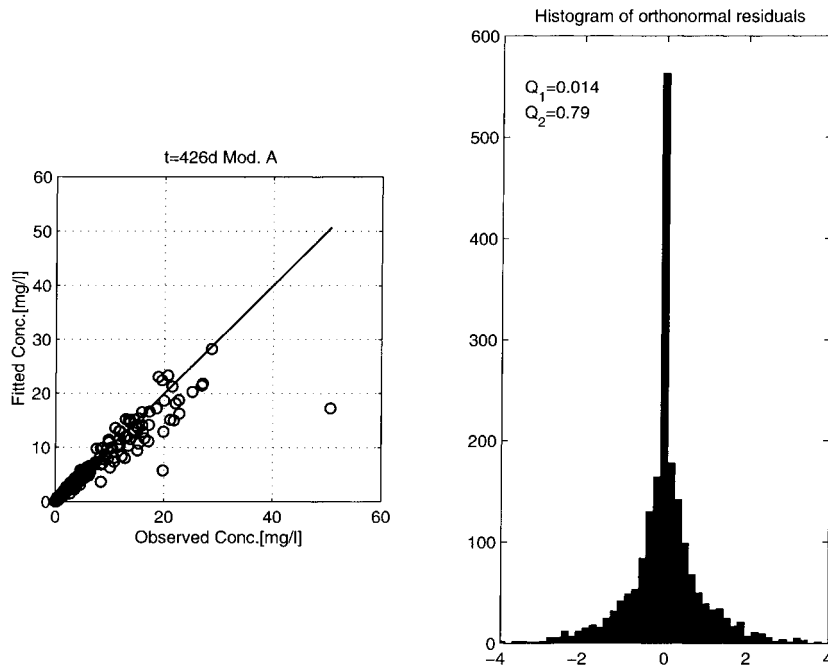 t=426d Mod. A
60
50
40
30
20
10
0
0 20 40 60
Fitted Conc.[mg/l]
Observed Conc.[mg/l]
Histogram of orthonormal residuals
Q1=0.014
Q2=0.79
600
500
400
300
200
100
0
−4 −2 0 2 4